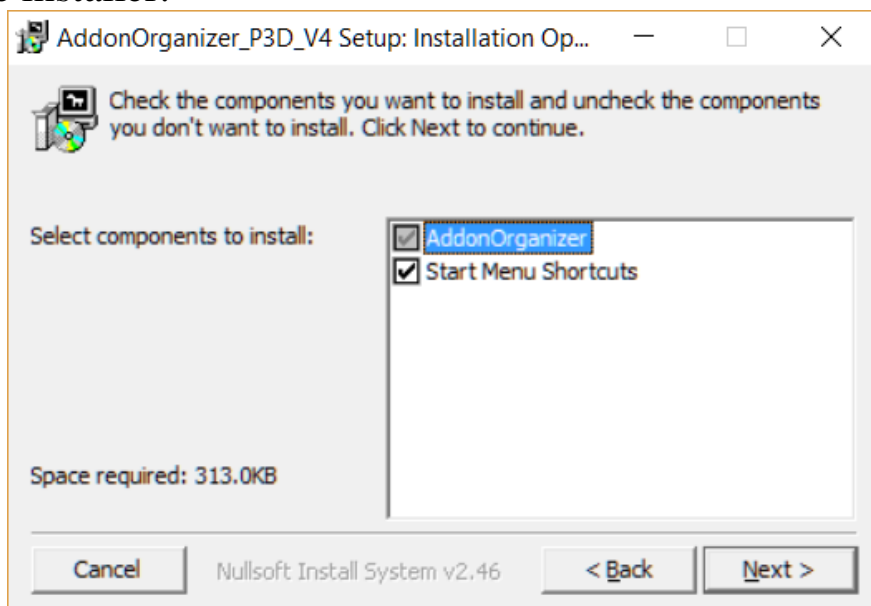 Installer.
AddonOrganizer_P3D_V4 Setup: Installation Op...
Check the components you want to install and uncheck the components
you don't want to install. Click Next to continue.
Select components to install:
AddonOrganizer
Start Menu Shortcuts
Space required: 313.0KB
Cancel
Nullsoft Install System v2.46
< Back
Next >